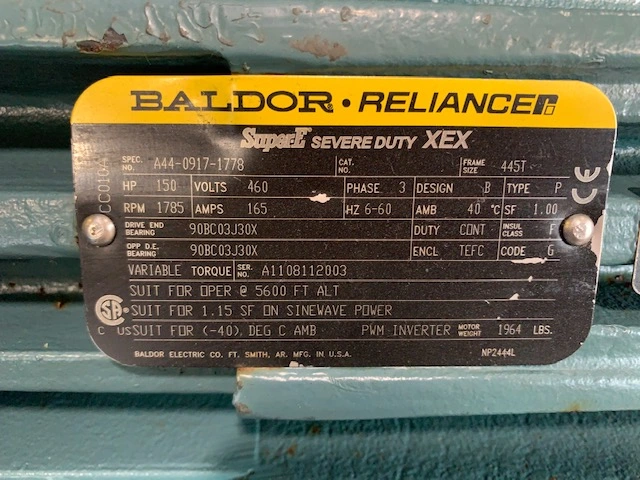 BALDOR • RELIANCE
Super-E SEVERE DUTY XEX
SPEC. NO. A44-0917-1778 CAT. NO. FRAME SIZE 445T
HP 150 VOLTS 460 PHASE 3 DESIGN B TYPE P
RPM 1785 AMPS 165 HZ 6-60 AMB 40 °C SF 1.00
DRIVE END BEARING 90BC03J30X DUTY CONT INSUL CLASS F
OPP D.E. BEARING 90BC03J30X ENCL TEFC CODE G
VARIABLE TORQUE SER. NO. A1108112003
SUIT FOR OPER @ 5600 FT ALT
SUIT FOR 1.15 SF ON SINEWAVE POWER
SUIT FOR (-40), DEG C AMB PWM INVERTER MOTOR WEIGHT 1964 LBS.
BALDOR ELECTRIC CO. FT. SMITH, AR. MFG. IN U.S.A. NP2444L
CE
C US